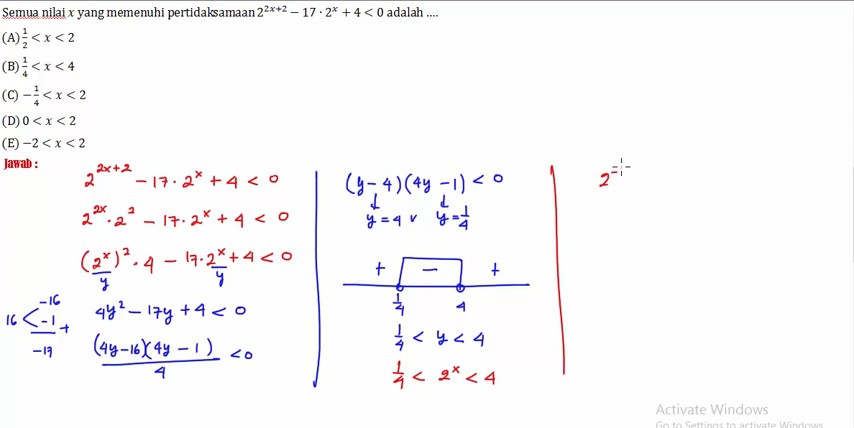 Semua nilai x yang memenuhi pertidaksamaan 2^{2x+2} − 17 · 2^x + 4 < 0 adalah ....
(A) 1/2 < x < 2
(B) 1/4 < x < 4
(C) −1/4 < x < 2
(D) 0 < x < 2
(E) −2 < x < 2
Jawab :
2^{2x+2} − 17 · 2^x + 4 < 0
2^{2x} · 2^2 − 17 · 2^x + 4 < 0
(2^x)^2 · 4 − 17 · 2^x + 4 < 0
y y
16 < −16 −1 + −17
4y^2 − 17y + 4 < 0
(4y−16)(4y − 1)/4 < 0
(y − 4)(4y − 1) < 0
↓ ↓
y = 4 v y = 1/4
+ − +
1/4 4
1/4 < y < 4
1/4 < 2^x < 4
2
Activate Windows
Go to Settings to activate Windows